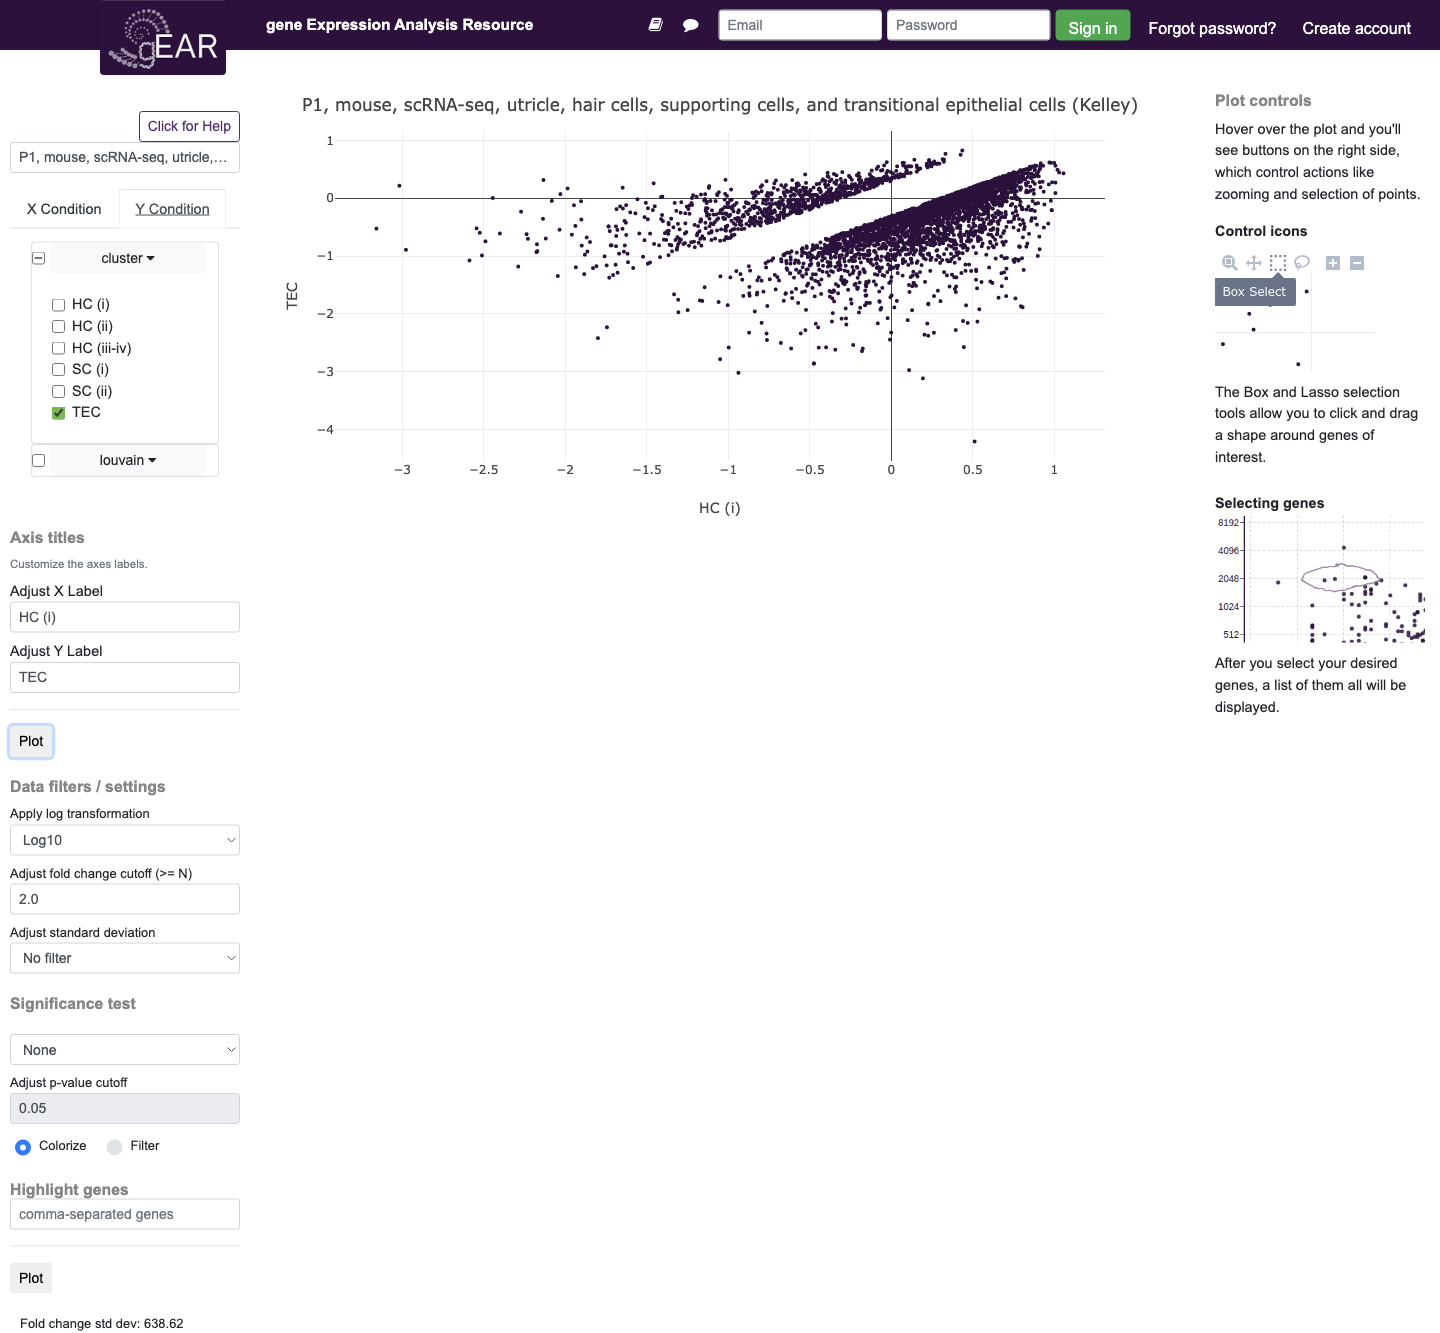 gEAR
gene Expression Analysis Resource
Email
Password
Sign in
Forgot password?
Create account
Click for Help
P1, mouse, scRNA-seq, utricle,...
X Condition
Y Condition
cluster
HC (i)
HC (ii)
HC (iii-iv)
SC (i)
SC (ii)
TEC
louvain
Axis titles
Customize the axes labels.
Adjust X Label
HC (i)
Adjust Y Label
TEC
Plot
Data filters / settings
Apply log transformation
Log10
Adjust fold change cutoff (>= N)
2.0
Adjust standard deviation
No filter
Significance test
None
Adjust p-value cutoff
0.05
Colorize
Filter
Highlight genes
comma-separated genes
Plot
Fold change std dev: 638.62
P1, mouse, scRNA-seq, utricle, hair cells, supporting cells, and transitional epithelial cells (Kelley)
1
0
−1
−2
−3
−4
TEC
−3
−2.5
−2
−1.5
−1
−0.5
0
0.5
1
HC (i)
Plot controls
Hover over the plot and you'll
see buttons on the right side,
which control actions like
zooming and selection of points.
Control icons
Box Select
The Box and Lasso selection
tools allow you to click and drag
a shape around genes of
interest.
Selecting genes
8192
4096
2048
1024
512
After you select your desired
genes, a list of them all will be
displayed.